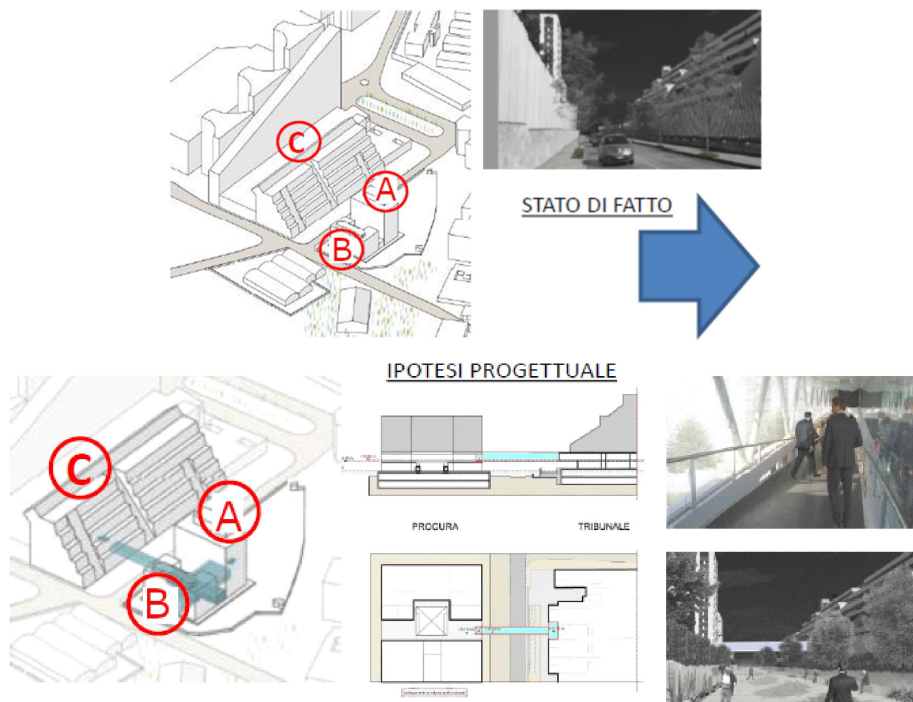 C
A
B
STATO DI FATTO
IPOTESI PROGETTUALE
C
A
B
PROCURA
TRIBUNALE